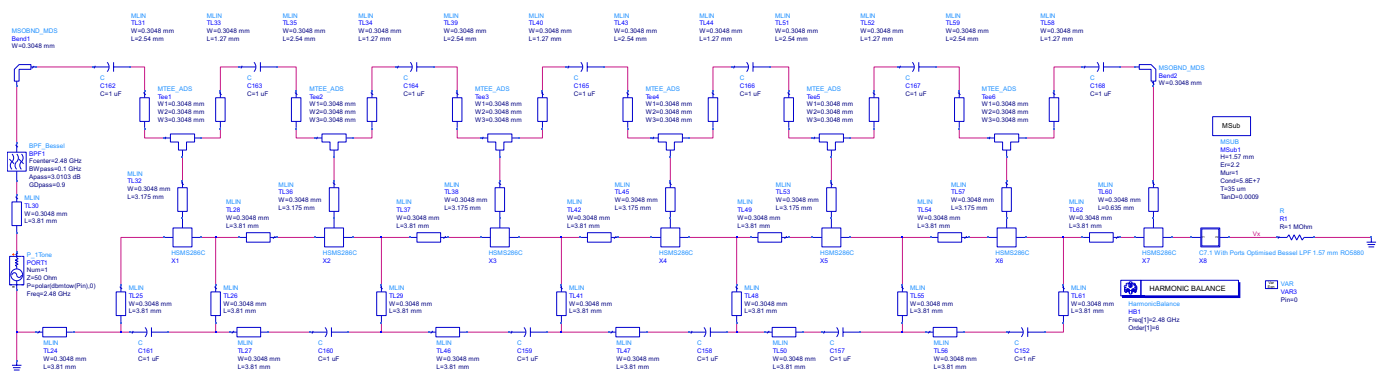 MLIN
TL31
W=0.3048 mm
L=2.54 mm
MLIN
TL33
W=0.3048 mm
L=1.27 mm
MLIN
TL35
W=0.3048 mm
L=2.54 mm
MLIN
TL34
W=0.3048 mm
L=1.27 mm
MLIN
TL39
W=0.3048 mm
L=2.54 mm
MLIN
TL40
W=0.3048 mm
L=1.27 mm
MLIN
TL43
W=0.3048 mm
L=2.54 mm
MLIN
TL44
W=0.3048 mm
L=1.27 mm
MLIN
TL51
W=0.3048 mm
L=2.54 mm
MLIN
TL52
W=0.3048 mm
L=1.27 mm
MLIN
TL59
W=0.3048 mm
L=2.54 mm
MLIN
TL58
W=0.3048 mm
L=1.27 mm
MSOBND_MDS
Bend1
W=0.3048 mm
C
C162
C=1 uF
C
C163
C=1 uF
C
C164
C=1 uF
C
C165
C=1 uF
C
C166
C=1 uF
C
C167
C=1 uF
C
C168
C=1 uF
MSOBND_MDS
Bend2
W=0.3048 mm
MTEE_ADS
Tee1
W1=0.3048 mm
W2=0.3048 mm
W3=0.3048 mm
MTEE_ADS
Tee2
W1=0.3048 mm
W2=0.3048 mm
W3=0.3048 mm
MTEE_ADS
Tee3
W1=0.3048 mm
W2=0.3048 mm
W3=0.3048 mm
MTEE_ADS
Tee4
W1=0.3048 mm
W2=0.3048 mm
W3=0.3048 mm
MTEE_ADS
Tee5
W1=0.3048 mm
W2=0.3048 mm
W3=0.3048 mm
MTEE_ADS
Tee6
W1=0.3048 mm
W2=0.3048 mm
W3=0.3048 mm
MSub
MSUB
MSub1
H=1.57 mm
Er=2.2
Mur=1
Cond=5.8E+7
T=35 um
TanD=0.0009
BPF_Bessel
BPF1
Fcenter=2.48 GHz
BWpass=0.1 GHz
Apass=3.0103 dB
GDpass=0.9
MLIN
TL30
W=0.3048 mm
L=3.81 mm
MLIN
TL32
W=0.3048 mm
L=3.175 mm
MLIN
TL28
W=0.3048 mm
L=3.81 mm
MLIN
TL36
W=0.3048 mm
L=3.175 mm
MLIN
TL37
W=0.3048 mm
L=3.81 mm
MLIN
TL38
W=0.3048 mm
L=3.175 mm
MLIN
TL42
W=0.3048 mm
L=3.81 mm
MLIN
TL45
W=0.3048 mm
L=3.175 mm
MLIN
TL49
W=0.3048 mm
L=3.81 mm
MLIN
TL53
W=0.3048 mm
L=3.175 mm
MLIN
TL54
W=0.3048 mm
L=3.81 mm
MLIN
TL57
W=0.3048 mm
L=3.175 mm
MLIN
TL60
W=0.3048 mm
L=0.635 mm
MLIN
TL62
W=0.3048 mm
L=3.81 mm
HSMS286C
X1
HSMS286C
X2
HSMS286C
X3
HSMS286C
X4
HSMS286C
X5
HSMS286C
X6
HSMS286C
X7
C7.1 With Ports Optimised Bessel LPF 1.57 mm RO5880
X8
Vx
R
R1
R=1 MOhm
P_1Tone
PORT1
Num=1
Z=50 Ohm
P=polar(dbmtow(Pin),0)
Freq=2.48 GHz
MLIN
TL25
W=0.3048 mm
L=3.81 mm
MLIN
TL26
W=0.3048 mm
L=3.81 mm
MLIN
TL29
W=0.3048 mm
L=3.81 mm
MLIN
TL41
W=0.3048 mm
L=3.81 mm
MLIN
TL48
W=0.3048 mm
L=3.81 mm
MLIN
TL55
W=0.3048 mm
L=3.81 mm
MLIN
TL61
W=0.3048 mm
L=3.81 mm
HARMONIC BALANCE
HarmonicBalance
HB1
Freq[1]=2.48 GHz
Order[1]=6
VAR
VAR3
Pin=0
MLIN
TL24
W=0.3048 mm
L=3.81 mm
C
C161
C=1 uF
MLIN
TL27
W=0.3048 mm
L=3.81 mm
C
C160
C=1 uF
MLIN
TL46
W=0.3048 mm
L=3.81 mm
C
C159
C=1 uF
MLIN
TL47
W=0.3048 mm
L=3.81 mm
C
C158
C=1 uF
MLIN
TL50
W=0.3048 mm
L=3.81 mm
C
C157
C=1 uF
MLIN
TL56
W=0.3048 mm
L=3.81 mm
C
C152
C=1 nF